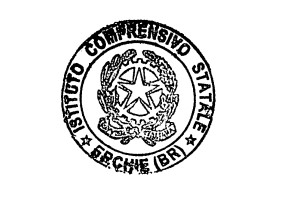 ISTITUTO COMPRENSIVO STATALE
ERCHIE (BR)